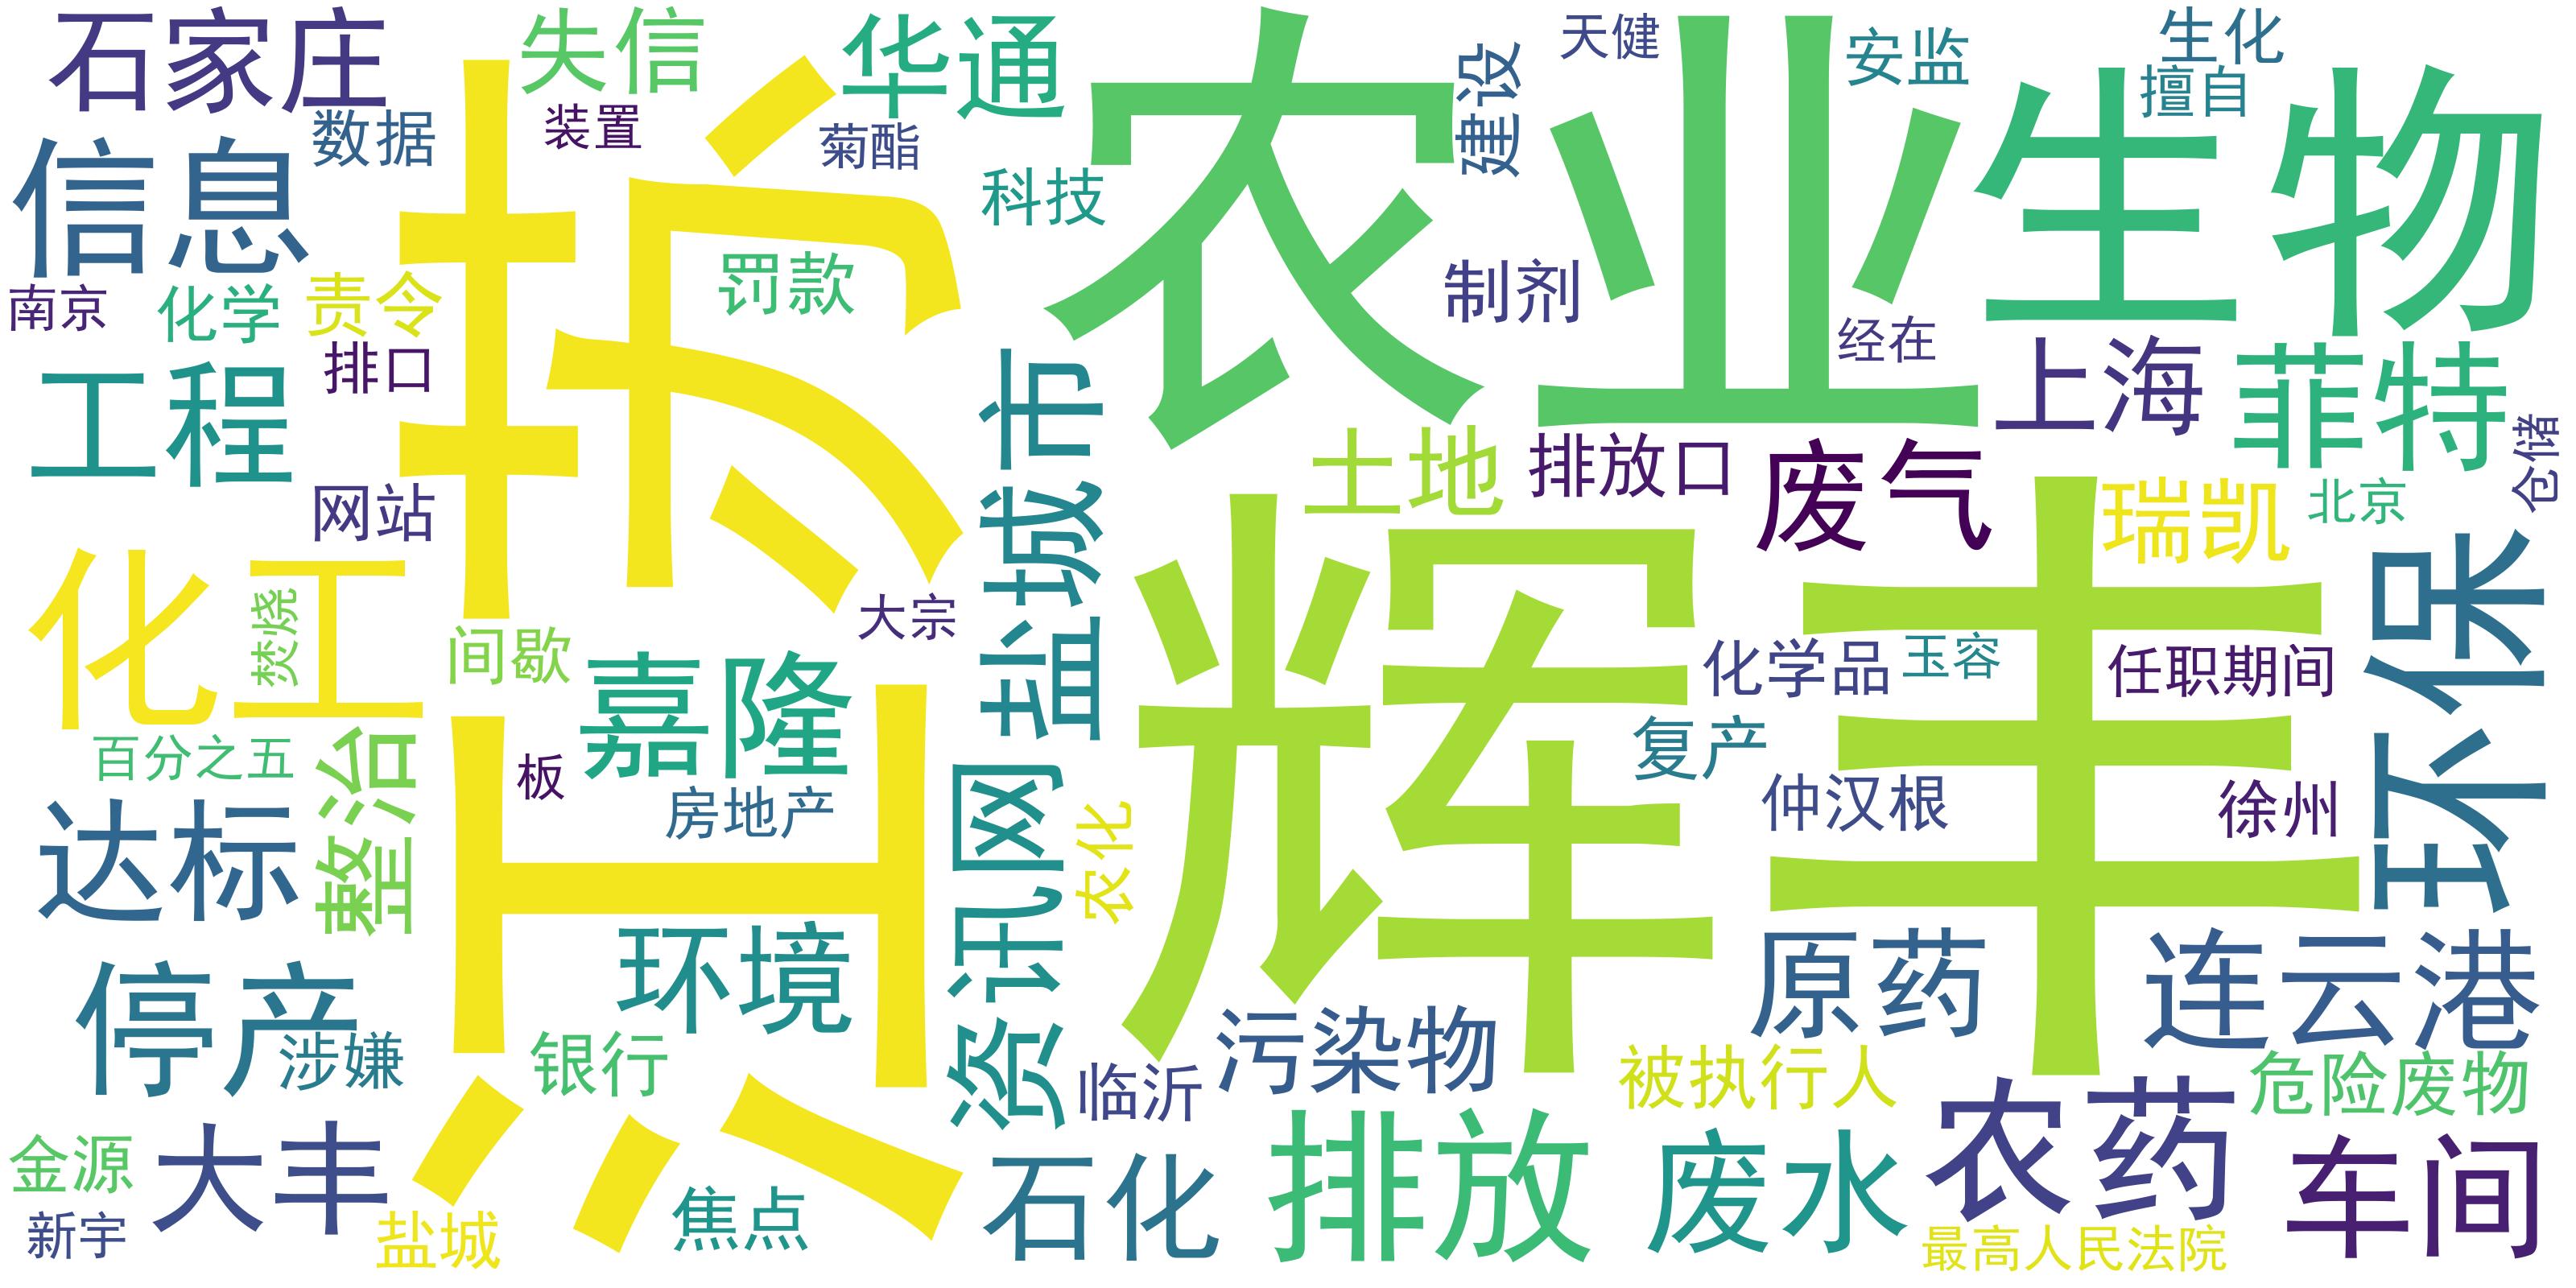 石家庄
失信
华通
农业
建设
天健
安监
生化
擅自
生物
装置
菊酯
科技
信息
数据
江苏
罚款
制剂
经在
南京
化学
责令
排口
工程
网站
盐城市
上海
菲特
仓储
土地
排放口
废气
瑞凯
北京
辉丰
化工
焚烧
间歇
大宗
嘉隆
化学品
玉容
任职期间
环保
百分之五
整治
板
房地产
资讯网
农化
复产
仲汉根
徐州
达标
环境
停产
涉嫌
银行
原药
连云港
污染物
临沂
被执行人
危险废物
金源
大丰
新宇
盐城
焦点
石化
排放
废水
农药
车间
最高人民法院